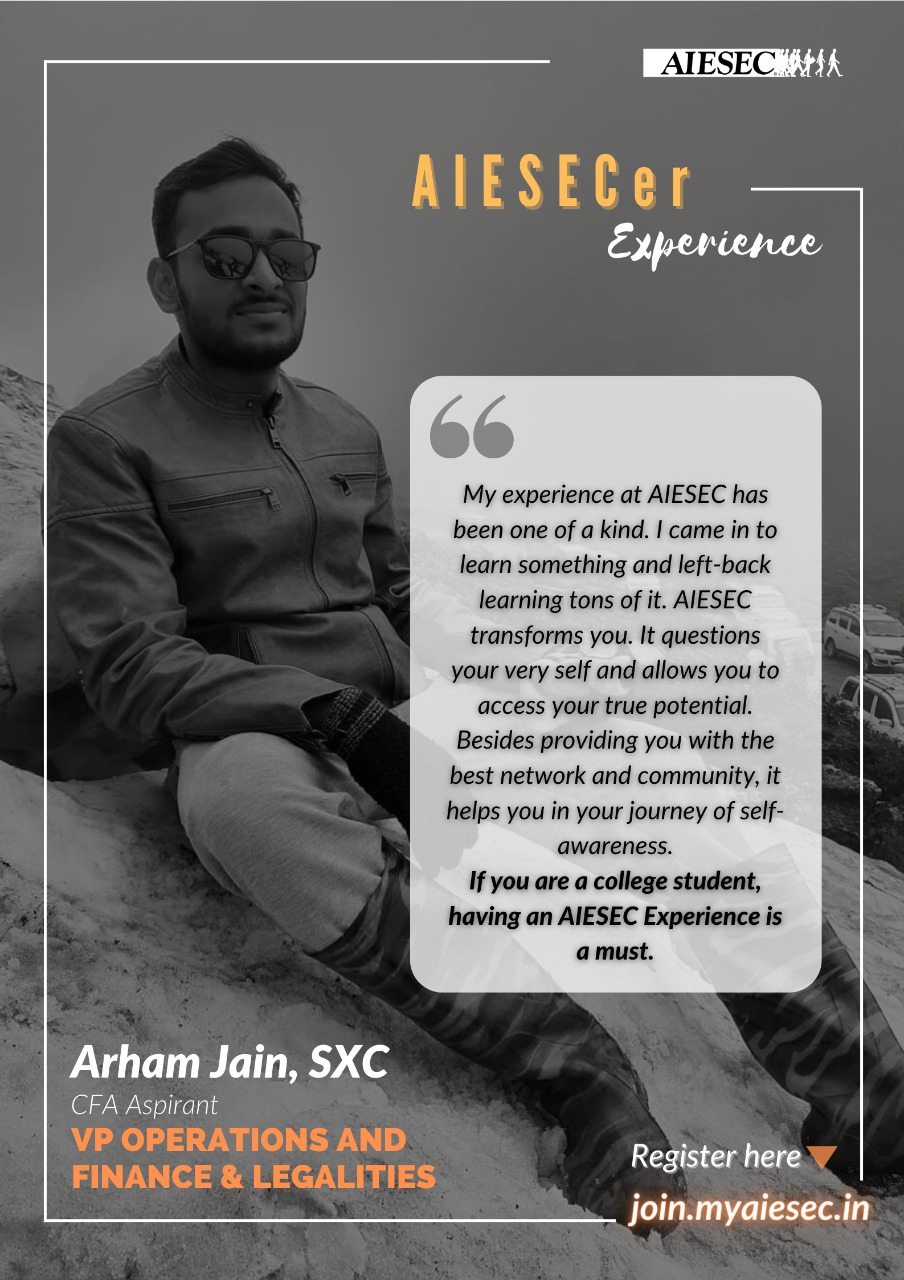 AIESEC
AIESECer
Experience
My experience at AIESEC has
been one of a kind. I came in to
learn something and left-back
learning tons of it. AIESEC
transforms you. It questions
your very self and allows you to
access your true potential.
Besides providing you with the
best network and community, it
helps you in your journey of self-
awareness.
If you are a college student,
having an AIESEC Experience is
a must.
Arham Jain, SXC
CFA Aspirant
VP OPERATIONS AND
FINANCE & LEGALITIES
Register here
join.myaiesec.in